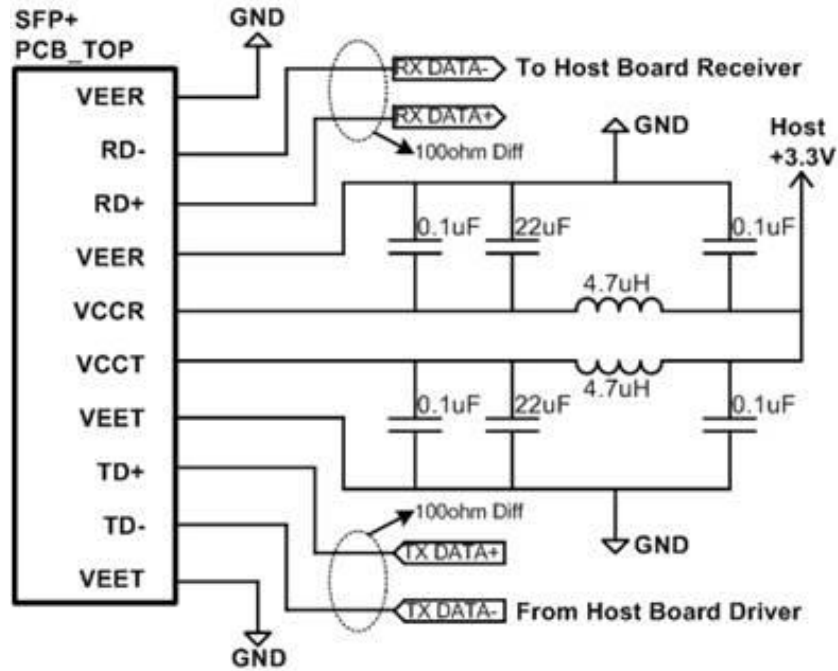 SFP+
PCB_TOP
GND
VEER
RX DATA-
To Host Board Receiver
RD-
RX DATA+
100ohm Diff
GND
Host
+3.3V
RD+
VEER
0.1uF
22uF
0.1uF
4.7uH
VCCR
VCCT
4.7uH
VEET
0.1uF
22uF
0.1uF
TD+
100ohm Diff
TD-
TX DATA+
GND
VEET
TX DATA-
From Host Board Driver
GND